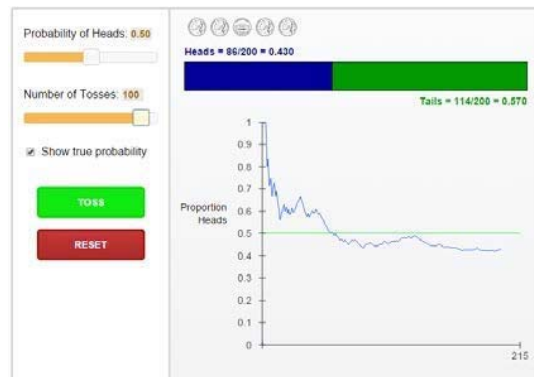 Probability of Heads: 0.50
Number of Tosses: 100
Show true probability
TOSS
RESET
Heads = 86/200 = 0.430
Tails = 114/200 = 0.570
Proportion
Heads
1
0.9
0.8
0.7
0.6
0.5
0.4
0.3
0.2
0.1
0
215